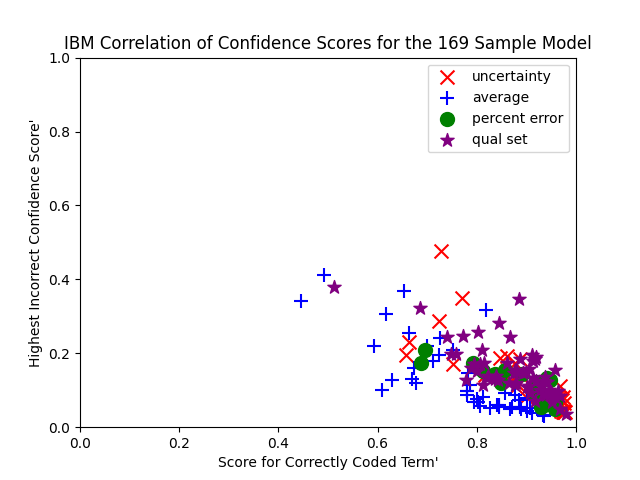 IBM Correlation of Confidence Scores for the 169 Sample Model
uncertainty
average
percent error
qual set
Highest Incorrect Confidence Score'
1.0
0.8
0.6
0.4
0.2
0.0
0.0 0.2 0.4 0.6 0.8 1.0
Score for Correctly Coded Term'